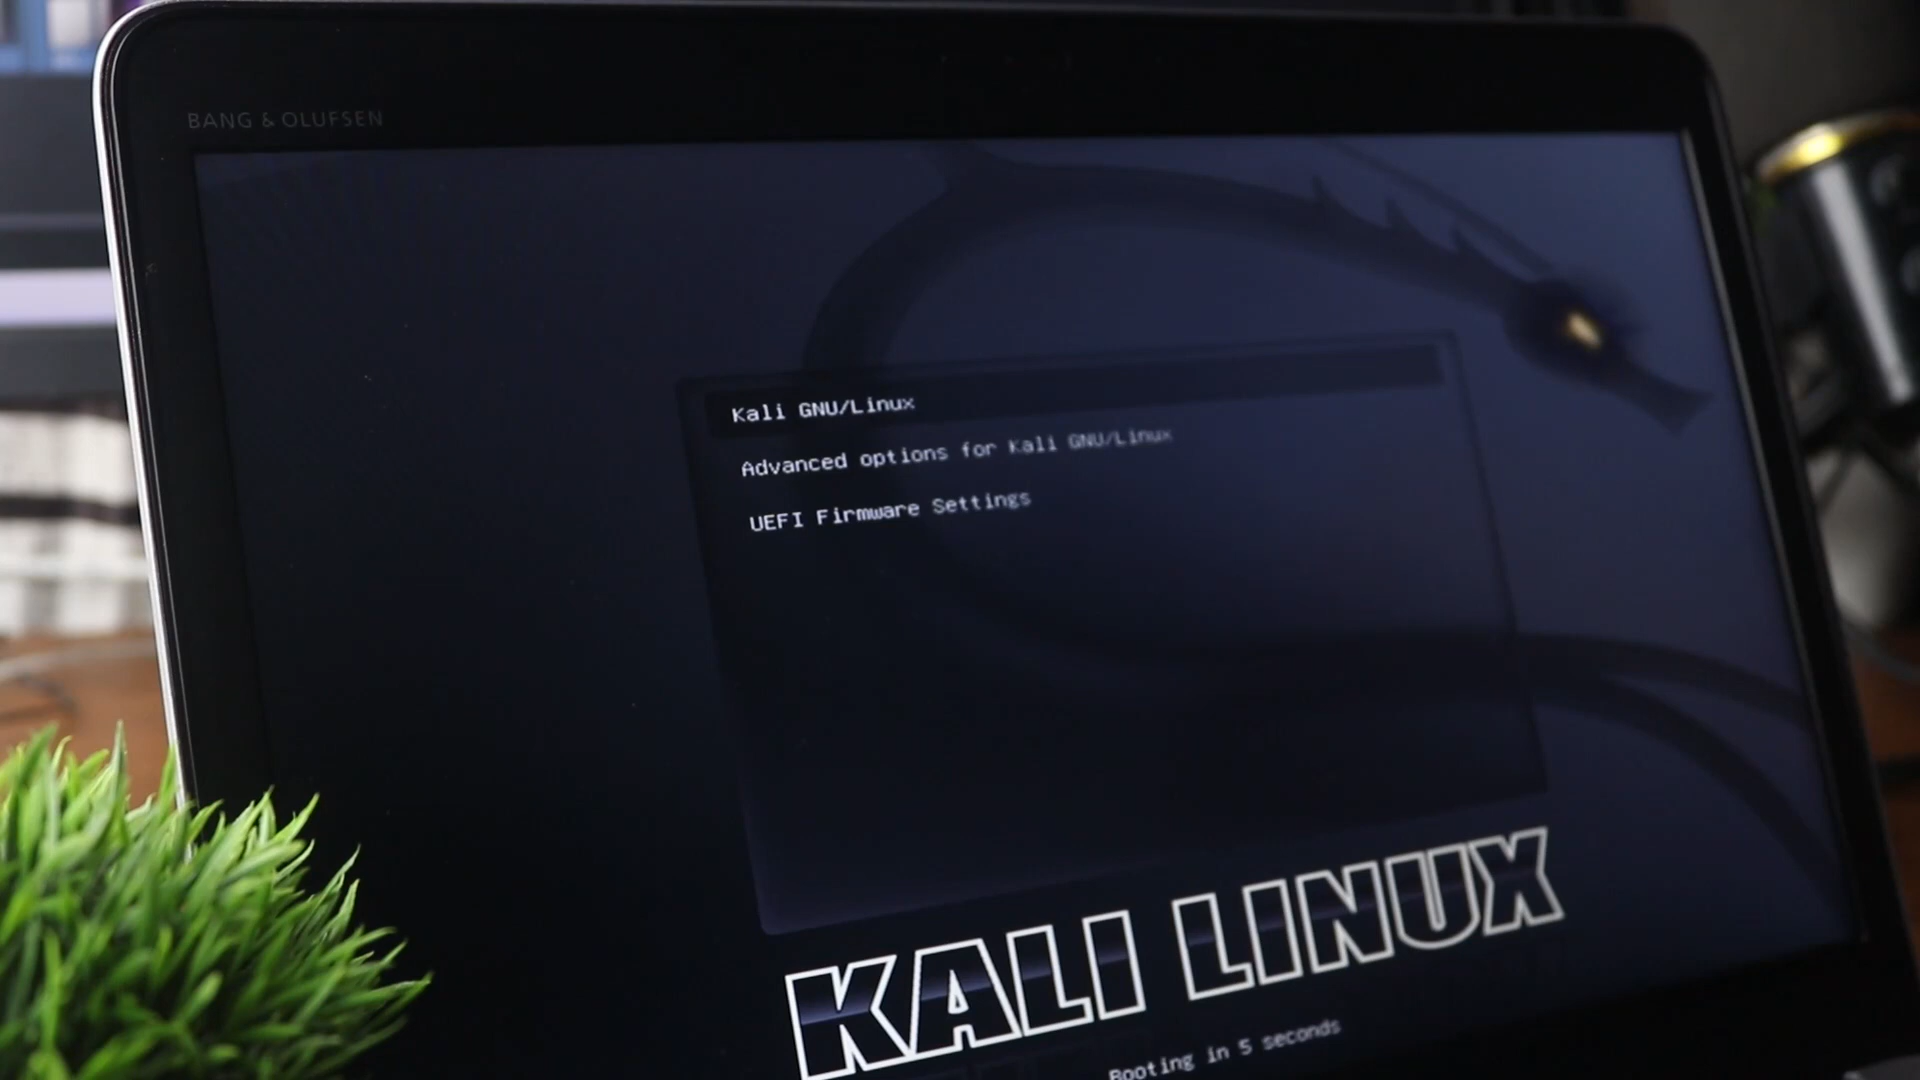 BANG & OLUFSEN
Kali GNU/Linux
Advanced options for Kali GNU/Linux
UEFI Firmware Settings
KALI LINUX
Booting in 5 seconds